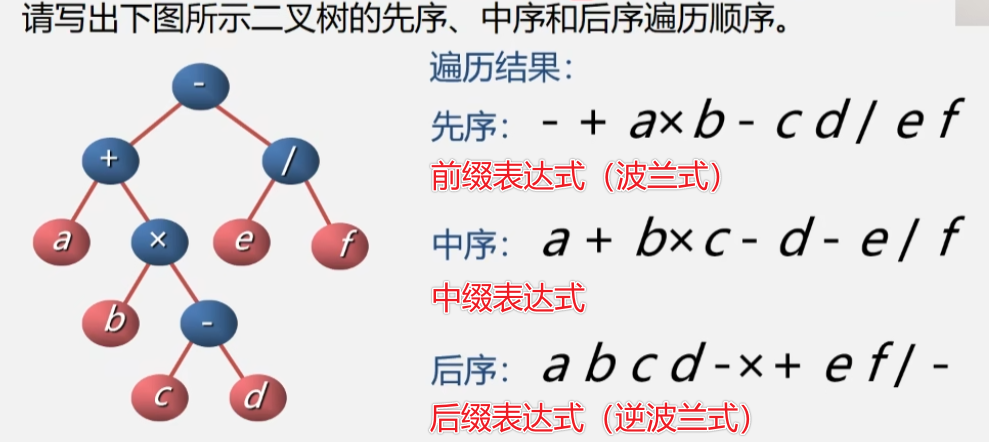 请写出下图所示二叉树的先序、中序和后序遍历顺序。
遍历结果：
-
先序： - + a×b - c d / e f
+
/
前缀表达式（波兰式）
a
×
e
f
中序： a + b×c - d - e / f
中缀表达式
b
-
后序： a b c d -×+ e f / -
c
d
后缀表达式（逆波兰式）